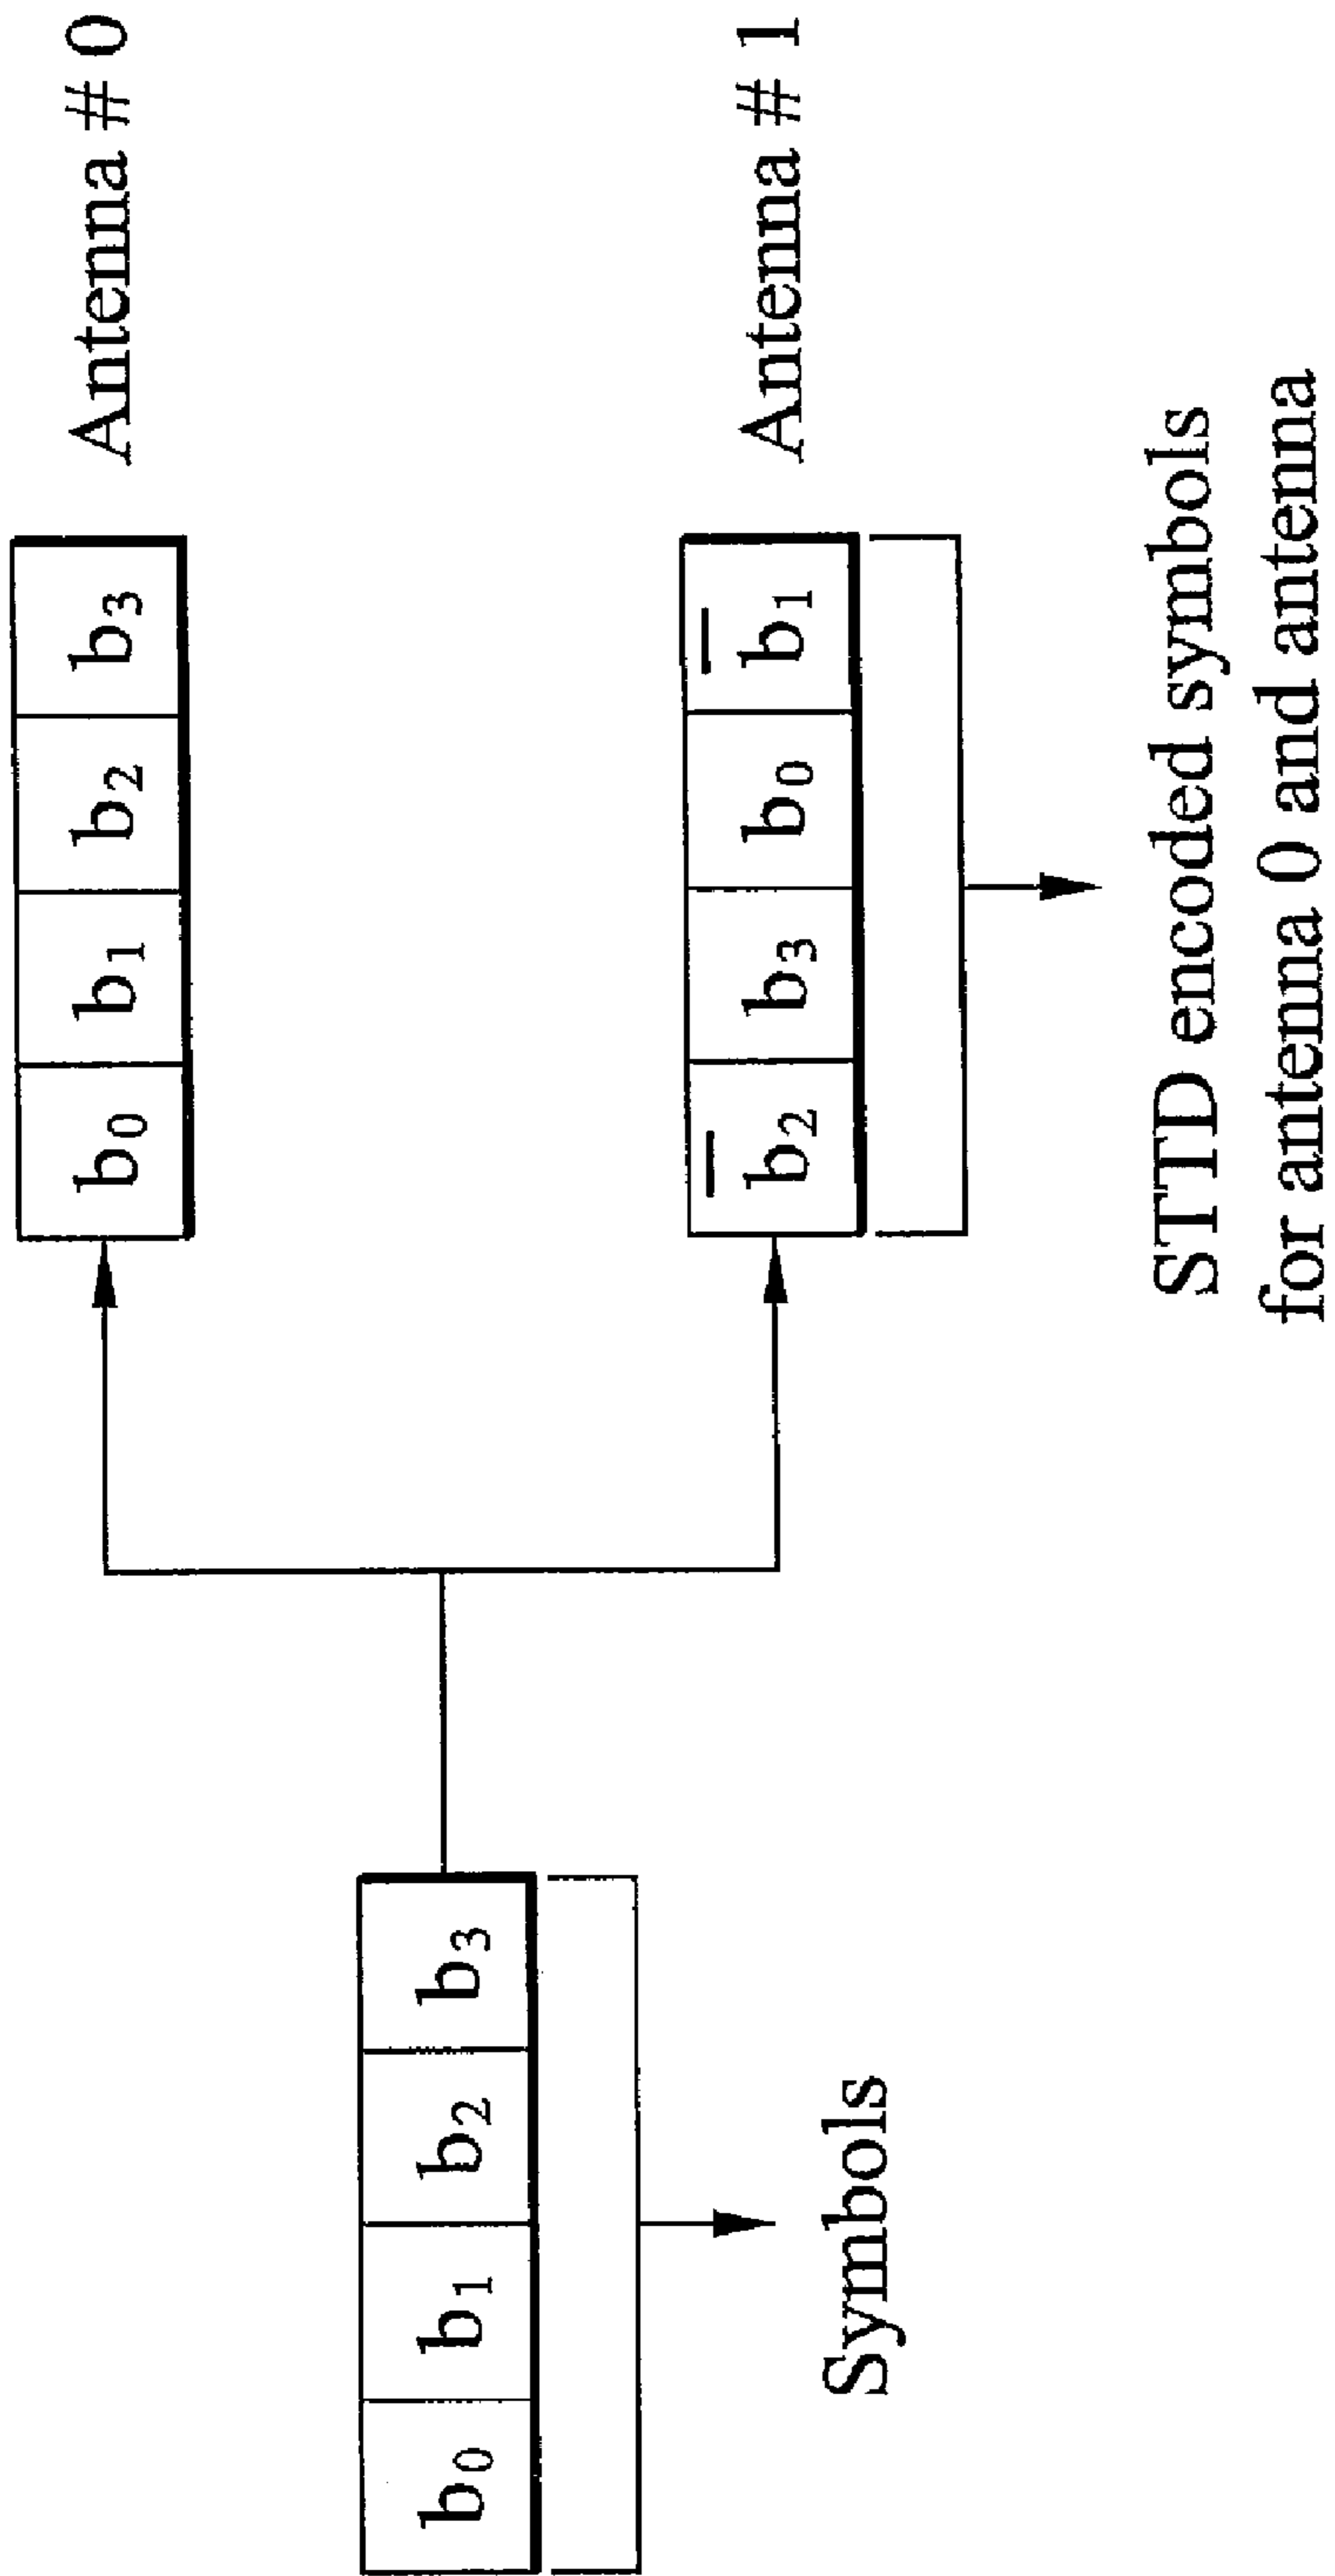 b₀ b₁ b₂ b₃ Antenna # 0
b₀ b₁ b₂ b₃
Symbols
b̅₂ b₃ b₀ b̅₁ Antenna # 1
STTD encoded symbols
for antenna 0 and antenna